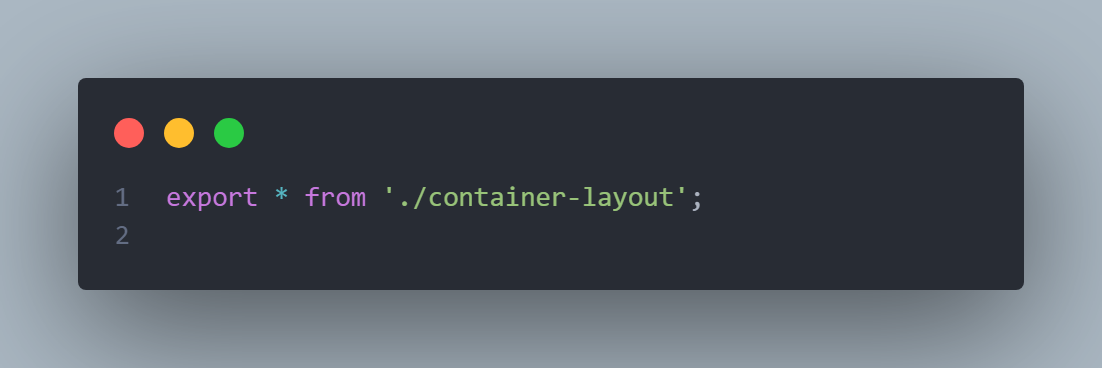 1 export * from './container-layout';
2